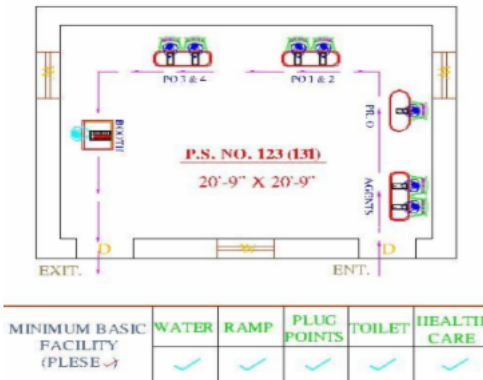 PO 3 & 4
PO 1 & 2
BOOTH
PR. O
P.S. NO. 123 (131)
20'-9" X 20'-9"
AGENTS
W
W
W
D
D
EXIT.
ENT.
MINIMUM BASIC
FACILITY
(PLESE ✓)
WATER
RAMP
PLUG
POINTS
TOILET
HEALTH
CARE
✓ ✓ ✓ ✓ ✓